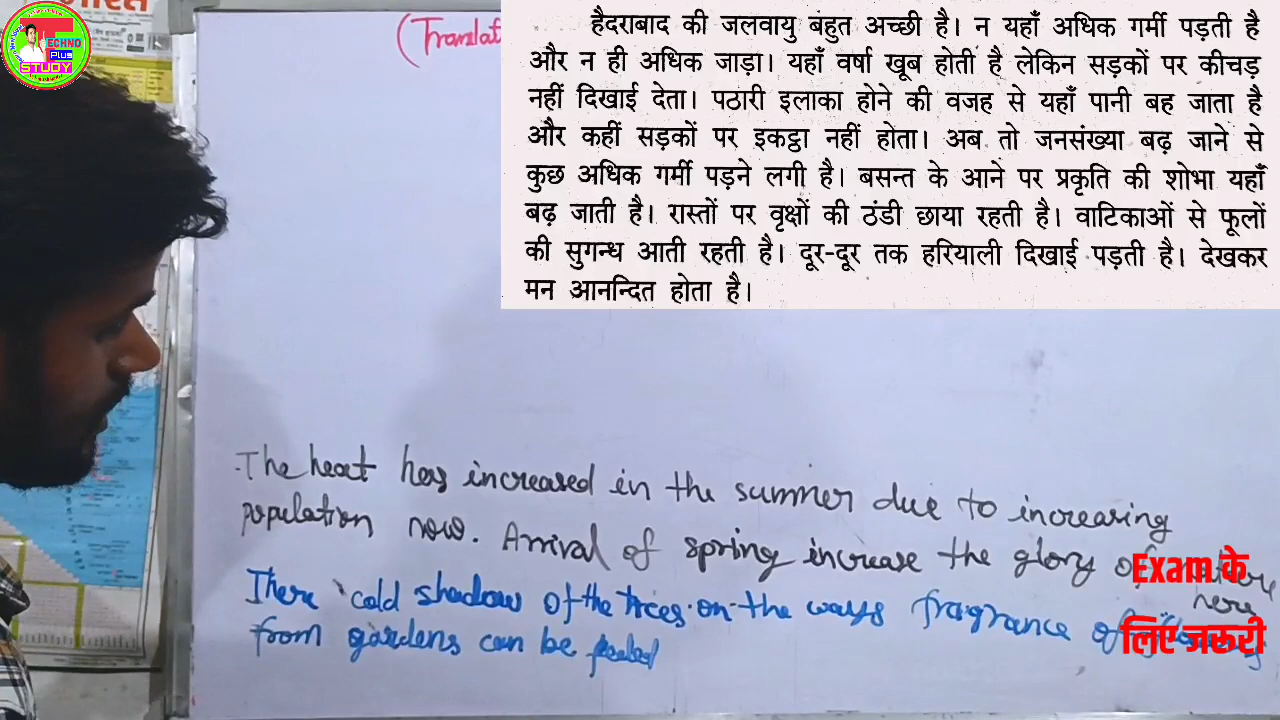 TECHNO
Plus
STUDY
(Translat
हैदराबाद की जलवायु बहुत अच्छी है। न यहाँ अधिक गर्मी पड़ती है
और न ही अधिक जाड़ा। यहाँ वर्षा खूब होती है लेकिन सड़कों पर कीचड़
नहीं दिखाई देता। पठारी इलाका होने की वजह से यहाँ पानी बह जाता है
और कहीं सड़कों पर इकट्ठा नहीं होता। अब तो जनसंख्या बढ़ जाने से
कुछ अधिक गर्मी पड़ने लगी है। बसन्त के आने पर प्रकृति की शोभा यहाँ
बढ़ जाती है। रास्तों पर वृक्षों की ठंडी छाया रहती है। वाटिकाओं से फूलों
की सुगन्ध आती रहती है। दूर-दूर तक हरियाली दिखाई पड़ती है। देखकर
मन आनन्दित होता है।
The heat has increased in the summer due to increasing
population now. Arrival of spring increase the glory of
here
There cold shadow of the trees on the ways fragrance of
from gardens can be
Exam के
लिए जरूरी